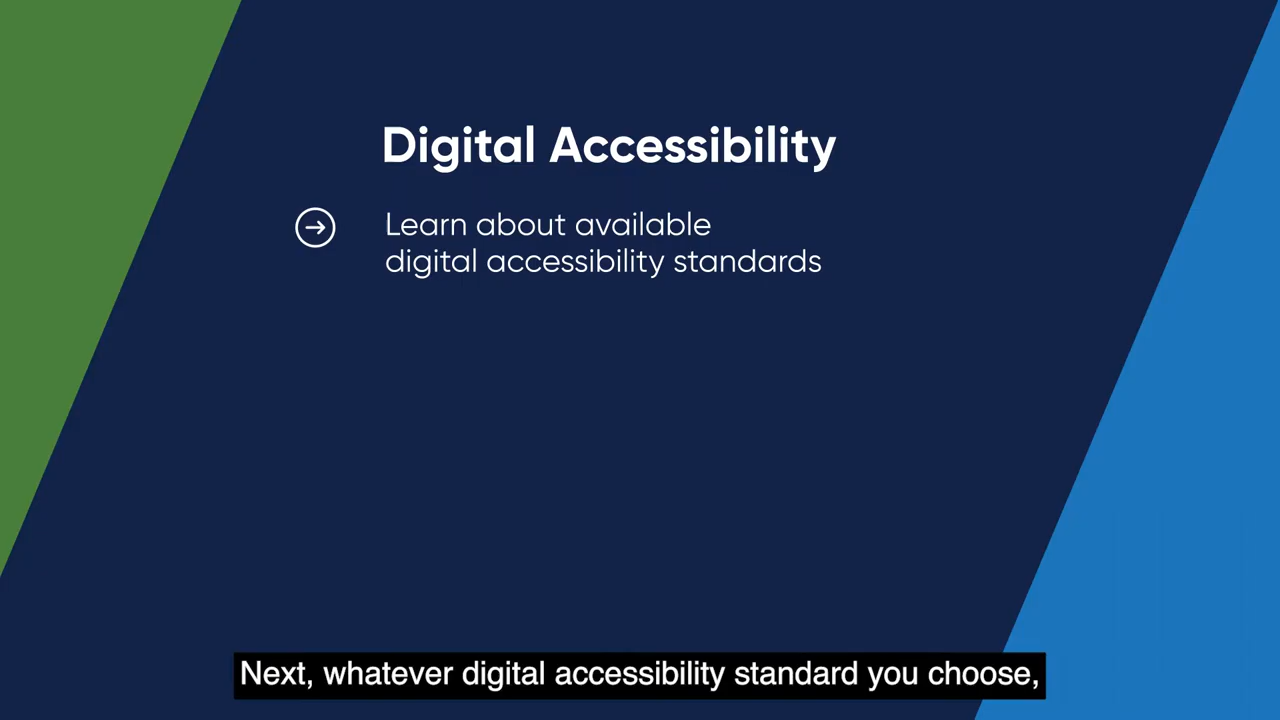 Digital Accessibility
Learn about available
digital accessibility standards
Next, whatever digital accessibility standard you choose,